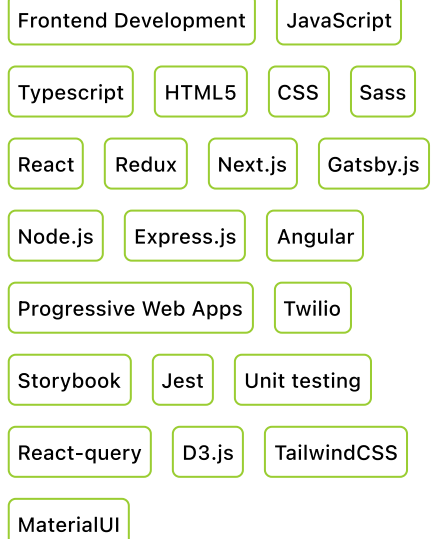 Frontend Development JavaScript
Typescript HTML5 CSS Sass
React Redux Next.js Gatsby.js
Node.js Express.js Angular
Progressive Web Apps Twilio
Storybook Jest Unit testing
React-query D3.js TailwindCSS
MaterialUI